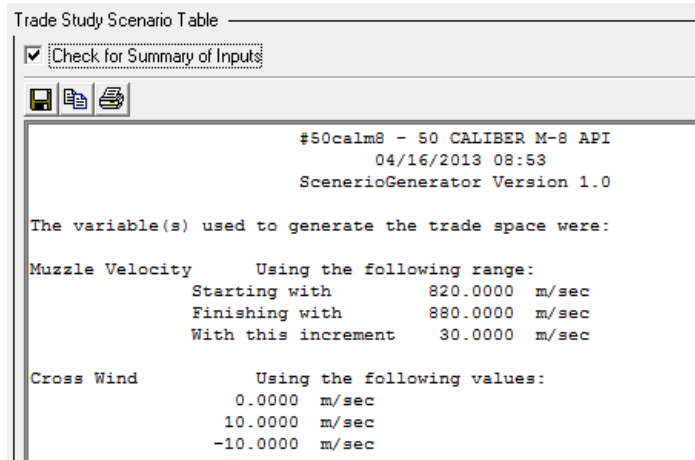 Trade Study Scenario Table
Check for Summary of Inputs
#50calm8 - 50 CALIBER M-8 API
04/16/2013 08:53
ScenerioGenerator Version 1.0
The variable(s) used to generate the trade space were:
Muzzle Velocity Using the following range:
Starting with 820.0000 m/sec
Finishing with 880.0000 m/sec
With this increment 30.0000 m/sec
Cross Wind Using the following values:
0.0000 m/sec
10.0000 m/sec
-10.0000 m/sec